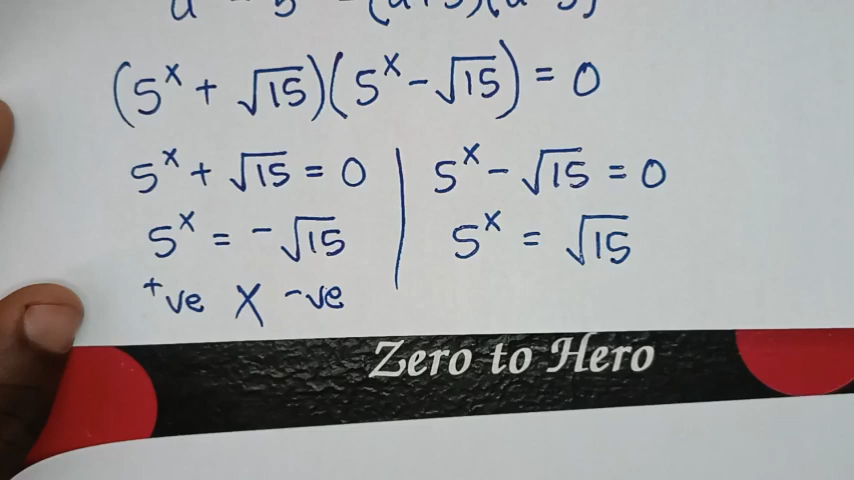 (5ˣ + √15)(5ˣ - √15) = 0
5ˣ + √15 = 0 | 5ˣ - √15 = 0
5ˣ = -√15 | 5ˣ = √15
+ve X -ve
Zero to Hero